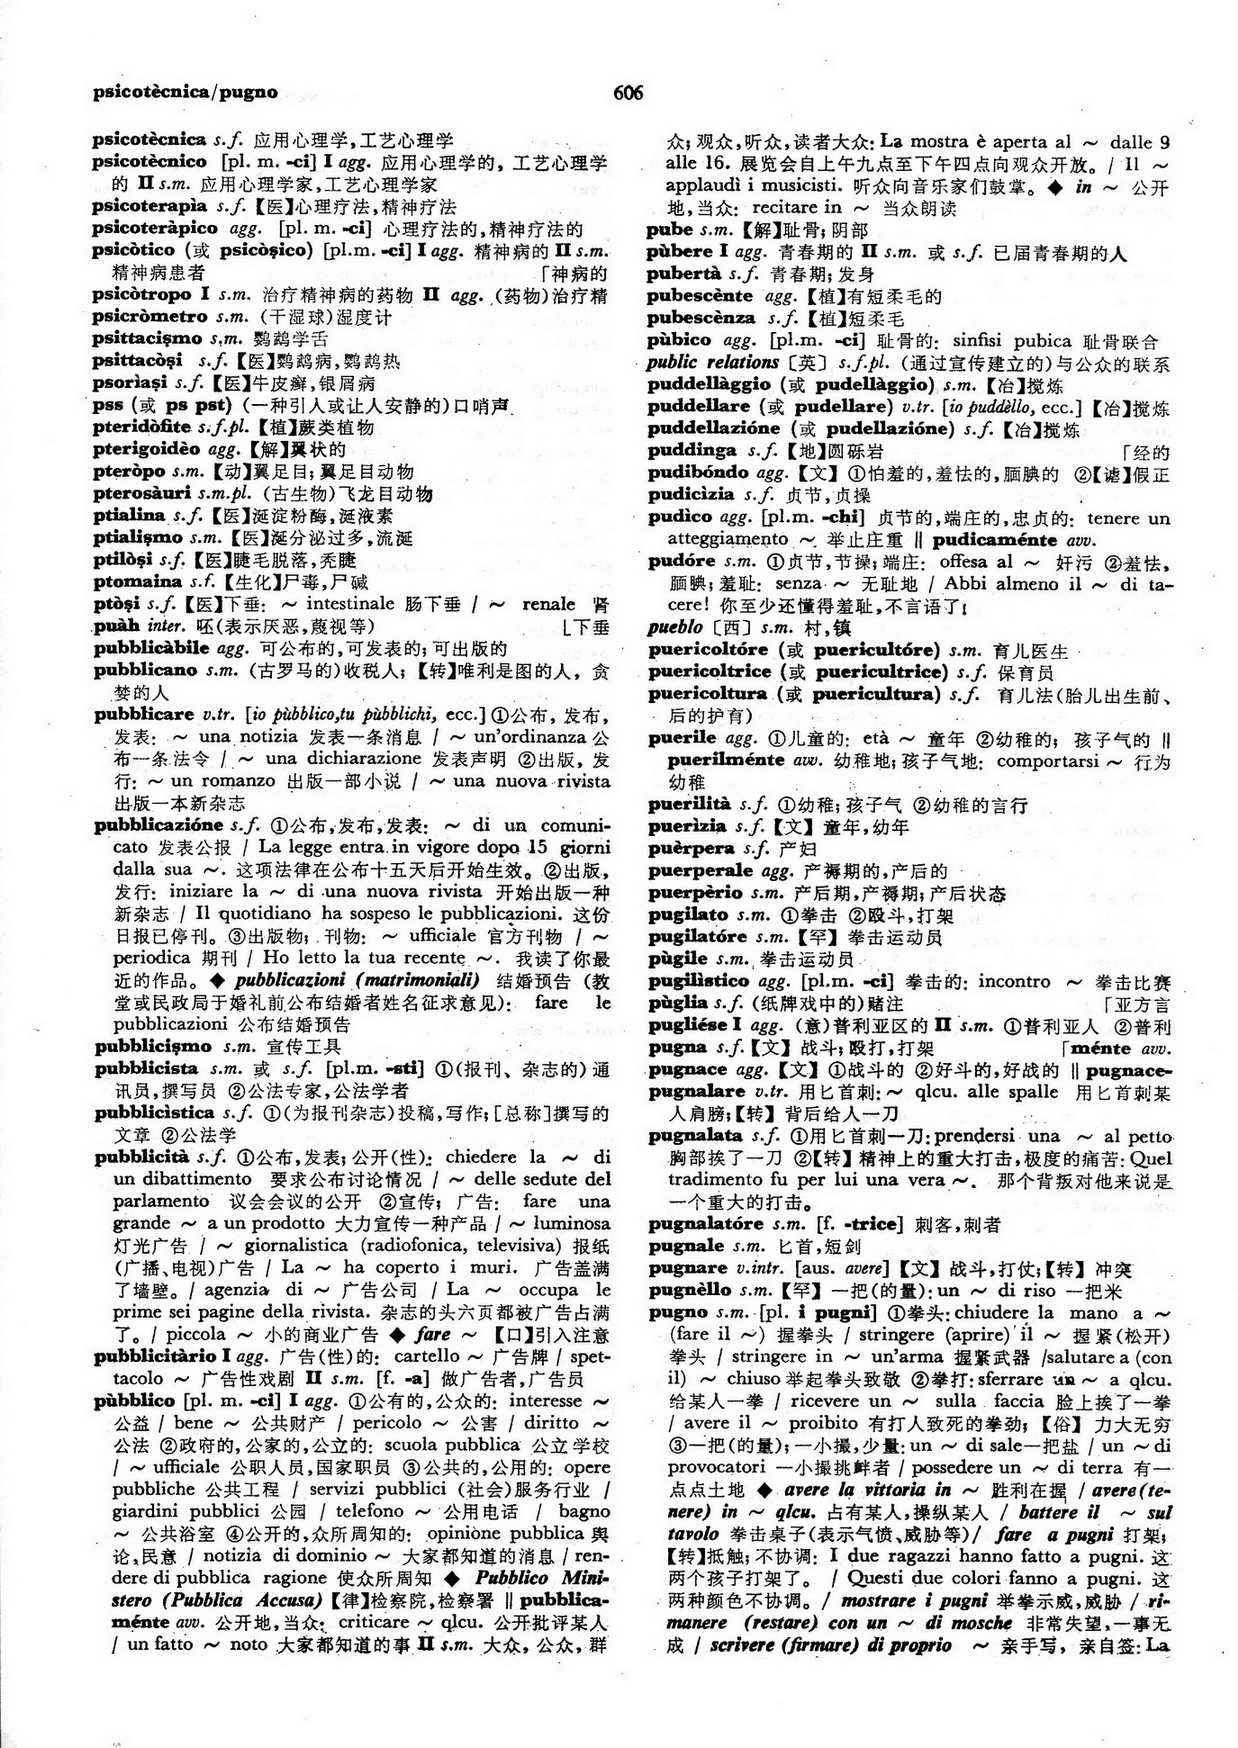 psicotècnica/pugno
606
psicotècnica s.f. 应用心理学,工艺心理学
psicotècnico [pl. m. -ci] I agg. 应用心理学的, 工艺心理学
的 II s.m. 应用心理学家,工艺心理学家
psicoterapìa s.f.【医】心理疗法,精神疗法
psicoteràpico agg. [pl. m. -ci] 心理疗法的,精神疗法的
psicòtico (或 psicòṣico) [pl.m. -ci] I agg. 精神病的 II s.m.
精神病患者 「神病的
psicòtropo I s.m. 治疗精神病的药物 II agg. (药物)治疗精
psicròmetro s.m. (干湿球)湿度计
psittaciṣmo s.m. 鹦鹉学舌
psittacòṣi s.f.【医】鹦鹉病,鹦鹉热
psorìaṣi s.f.【医】牛皮癣,银屑病
pss (或 ps pst) (一种引人或让人安静的)口哨声
pteridòfite s.f.pl.【植】蕨类植物
pterigoidèo agg.【解】翼状的
pteròpo s.m.【动】翼足目; 翼足目动物
pterosàuri s.m.pl. (古生物)飞龙目动物
ptialina s.f.【医】涎淀粉酶,涎液素
ptialiṣmo s.m.【医】涎分泌过多,流涎
ptilòṣi s.f.【医】睫毛脱落,秃睫
ptomaina s.f.【生化】尸毒,尸碱
ptòṣi s.f.【医】下垂: ～ intestinale 肠下垂 / ～ renale 肾
puàh inter. 呸(表示厌恶,蔑视等) ⌊下垂
pubblicàbile agg. 可公布的,可发表的; 可出版的
pubblicano s.m. (古罗马的)收税人;【转】唯利是图的人, 贪
婪的人
pubblicare v.tr. [io pùbblico,tu pùbblichi, ecc.] ①公布, 发布,
发表: ～ una notizia 发表一条消息 / ～ un'ordinanza 公
布一条法令 / ～ una dichiarazione 发表声明 ②出版, 发
行: ～ un romanzo 出版一部小说 / ～ una nuova rivista
出版一本新杂志
pubblicazióne s.f. ①公布,发布,发表: ～ di un comuni-
cato 发表公报 / La legge entra in vigore dopo 15 giorni
dalla sua ～. 这项法律在公布十五天后开始生效。②出版,
发行: iniziare la ～ di una nuova rivista 开始出版一种
新杂志 / Il quotidiano ha sospeso le pubblicazioni. 这份
日报已停刊。③出版物; 刊物: ～ ufficiale 官方刊物 / ～
periodica 期刊 / Ho letto la tua recente ～. 我读了你最
近的作品。◆ pubblicazioni (matrimoniali) 结婚预告 (教
堂或民政局于婚礼前公布结婚者姓名征求意见): fare le
pubblicazioni 公布结婚预告
pubbliciṣmo s.m. 宣传工具
pubblicista s.m. 或 s.f. [pl.m. -sti] ①(报刊、杂志的) 通
讯员,撰写员 ②公法专家,公法学者
pubblicìstica s.f. ①(为报刊杂志)投稿,写作; [总称]撰写的
文章 ②公法学
pubblicità s.f. ①公布,发表; 公开(性): chiedere la ～ di
un dibattimento 要求公布讨论情况 / ～ delle sedute del
parlamento 议会会议的公开 ②宣传; 广告: fare una
grande ～ a un prodotto 大力宣传一种产品 / ～ luminosa
灯光广告 / ～ giornalistica (radiofonica, televisiva) 报纸
(广播、电视)广告 / La ～ ha coperto i muri. 广告盖满
了墙壁。/ agenzia di ～ 广告公司 / La ～ occupa le
prime sei pagine della rivista. 杂志的头六页都被广告占满
了。/ piccola ～ 小的商业广告 ◆ fare ～ 【口】引入注意
pubblicitàrio I agg. 广告(性)的: cartello ～ 广告牌 / spet-
tacolo ～ 广告性戏剧 II s.m. [f. -a] 做广告者,广告员
pùbblico [pl. m. -ci] I agg. ①公有的,公众的: interesse ～
公益 / bene ～ 公共财产 / pericolo ～ 公害 / diritto ～
公法 ②政府的,公家的,公立的: scuola pubblica 公立学校
/ ～ ufficiale 公职人员,国家职员 ③公共的,公用的: opere
pubbliche 公共工程 / servizi pubblici (社会)服务行业 /
giardini pubblici 公园 / telefono ～ 公用电话 / bagno
～ 公共浴室 ④公开的,众所周知的: opiniòne pubblica 舆
论,民意 / notizia di dominio ～ 大家都知道的消息 / ren-
dere di pubblica ragione 使众所周知 ◆ Pubblico Mini-
stero (Pubblica Accusa)【律】检察院,检察署 ‖ pubblica-
ménte avv. 公开地,当众: criticare ～ qlcu. 公开批评某人
/ un fatto ～ noto 大家都知道的事 II s.m. 大众, 公众, 群
众; 观众,听众,读者大众: La mostra è aperta al ～ dalle 9
alle 16. 展览会自上午九点至下午四点向观众开放。/ Il ～
applaudì i musicisti. 听众向音乐家们鼓掌。◆ in ～ 公开
地,当众: recitare in ～ 当众朗读
pube s.m.【解】耻骨; 阴部
pùbere I agg. 青春期的 II s.m. 或 s.f. 已届青春期的人
pubertà s.f. 青春期; 发身
pubescènte agg.【植】有短柔毛的
pubescènza s.f.【植】短柔毛
pùbico agg. [pl.m. -ci] 耻骨的: sinfisi pubica 耻骨联合
public relations [英] s.f.pl. (通过宣传建立的)与公众的联系
puddellàggio (或 pudellàggio) s.m.【冶】搅炼
puddellare (或 pudellare) v.tr. [io puddèllo, ecc.]【冶】搅炼
puddellazióne (或 pudellazióne) s.f.【冶】搅炼
puddinga s.f.【地】圆砾岩 「经的
pudibóndo agg.【文】①怕羞的,羞怯的,腼腆的 ②【谑】假正
pudicìzia s.f. 贞节,贞操
pudìco agg. [pl.m. -chi] 贞节的,端庄的,忠贞的: tenere un
atteggiamento ～ 举止庄重 ‖ pudicaménte avv.
pudóre s.m. ①贞节,节操; 端庄: offesa al ～ 奸污 ②羞怯,
腼腆; 羞耻: senza ～ 无耻地 / Abbi almeno il ～ di ta-
cere! 你至少还懂得羞耻,不言语了!
pueblo [西] s.m. 村,镇
puericoltóre (或 puericultóre) s.m. 育儿医生
puericoltrice (或 puericultrice) s.f. 保育员
puericoltura (或 puericultura) s.f. 育儿法(胎儿出生前、
后的护育)
puerile agg. ①儿童的: età ～ 童年 ②幼稚的; 孩子气的 ‖
puerilménte avv. 幼稚地; 孩子气地: comportarsi ～ 行为
幼稚
puerilità s.f. ①幼稚; 孩子气 ②幼稚的言行
puerìzia s.f.【文】童年,幼年
puèrpera s.f. 产妇
puerperale agg. 产褥期的,产后的
puerpèrio s.m. 产后期,产褥期; 产后状态
pugilato s.m. ①拳击 ②殴斗,打架
pugilatóre s.m.【罕】拳击运动员
pùgile s.m. 拳击运动员
pugilìstico agg. [pl.m. -ci] 拳击的: incontro ～ 拳击比赛
pùglia s.f. (纸牌戏中的)赌注 「亚方言
pugliése I agg. (意)普利亚区的 II s.m. ①普利亚人 ②普利
pugna s.f.【文】战斗; 殴打,打架 「ménte avv.
pugnace agg.【文】①战斗的 ②好斗的,好战的 ‖ pugnace-
pugnalare v.tr. 用匕首刺: ～ qlcu. alle spalle 用匕首刺某
人肩膀;【转】背后给人一刀
pugnalata s.f. ①用匕首刺一刀: prendersi una ～ al petto
胸部挨了一刀 ②【转】精神上的重大打击,极度的痛苦: Quel
tradimento fu per lui una vera ～. 那个背叛对他来说是
一个重大的打击。
pugnalatóre s.m. [f. -trice] 刺客,刺者
pugnale s.m. 匕首,短剑
pugnare v.intr. [aus. avere]【文】战斗,打仗;【转】冲突
pugnèllo s.m.【罕】一把(的量): un ～ di riso 一把米
pugno s.m. [pl. i pugni] ①拳头: chiudere la mano a ～
(fare il ～) 握拳头 / stringere (aprire) il ～ 握紧(松开)
拳头 / stringere in ～ un'arma 握紧武器 /salutare a (con
il) ～ chiuso 举起拳头致敬 ②拳打: sferrare un ～ a qlcu.
给某人一拳 / ricevere un ～ sulla faccia 脸上挨了一拳
/ avere il ～ proibito 有打人致死的拳劲;【俗】力大无穷
③一把(的量); 一小撮,少量: un ～ di sale一把盐 / un ～ di
provocatori 一小撮挑衅者 / possedere un ～ di terra 有一
点点土地 ◆ avere la vittoria in ～ 胜利在握 / avere (te-
nere) in ～ qlcu. 占有某人,操纵某人 / battere il ～ sul
tavolo 拳击桌子(表示气愤、威胁等)/ fare a pugni 打架;
【转】抵触; 不协调: I due ragazzi hanno fatto a pugni. 这
两个孩子打架了。 / Questi due colori fanno a pugni. 这
两种颜色不协调。/ mostrare i pugni 举拳示威,威胁 / ri-
manere (restare) con un ～ di mosche 非常失望,一事无
成 / scrivere (firmare) di proprio ～ 亲手写, 亲自签: La